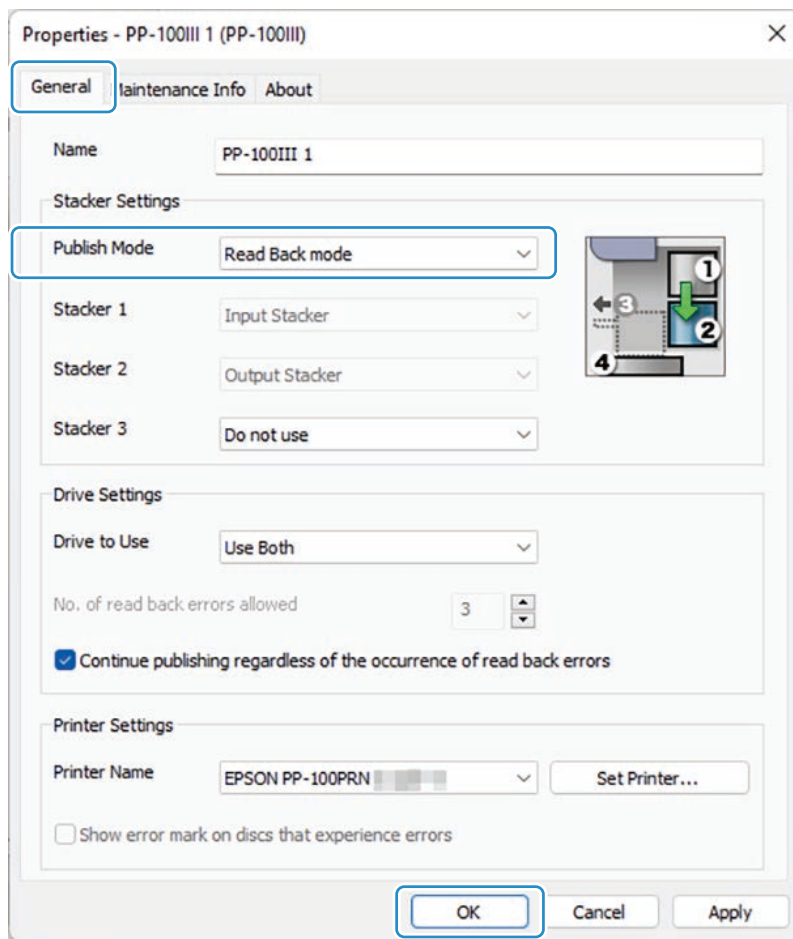 Properties - PP-100III 1 (PP-100III)
General Maintenance Info About
Name PP-100III 1
Stacker Settings
Publish Mode Read Back mode
1
Stacker 1 Input Stacker
3
2
Stacker 2 Output Stacker
4
Stacker 3 Do not use
Drive Settings
Drive to Use Use Both
No. of read back errors allowed 3
Continue publishing regardless of the occurrence of read back errors
Printer Settings
Printer Name EPSON PP-100PRN Set Printer...
Show error mark on discs that experience errors
OK Cancel Apply